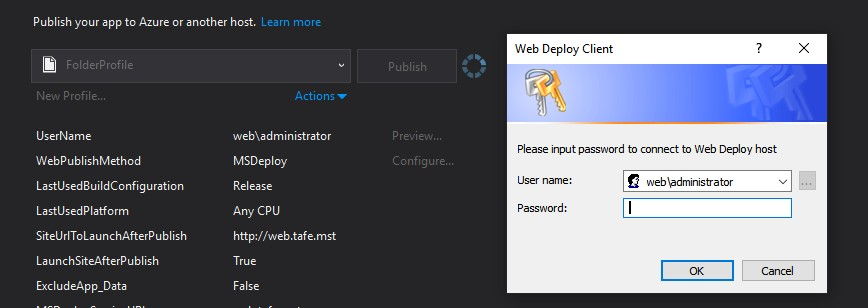 Publish your app to Azure or another host. Learn more
FolderProfile
Publish
New Profile...
Actions
UserName web\administrator Preview...
WebPublishMethod MSDeploy Configure...
LastUsedBuildConfiguration Release
LastUsedPlatform Any CPU
SiteUrlToLaunchAfterPublish http://web.tafe.mst
LaunchSiteAfterPublish True
ExcludeApp_Data False
Web Deploy Client ?
Please input password to connect to Web Deploy host
User name: web\administrator ...
Password:
OK Cancel